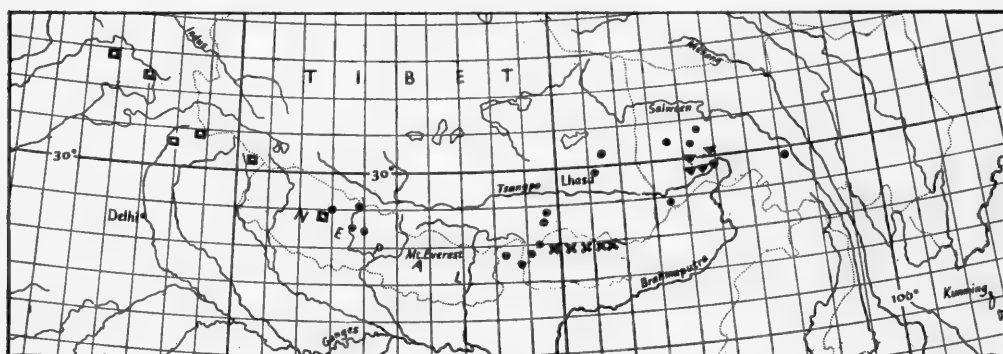 Indus
Mekong
T I B E T
Salween
30°
30°
Lhasa
Tsangpo
Delhi
N E P A L
Mt. Everest
Brahmaputra
100°
Kunming
Ganges